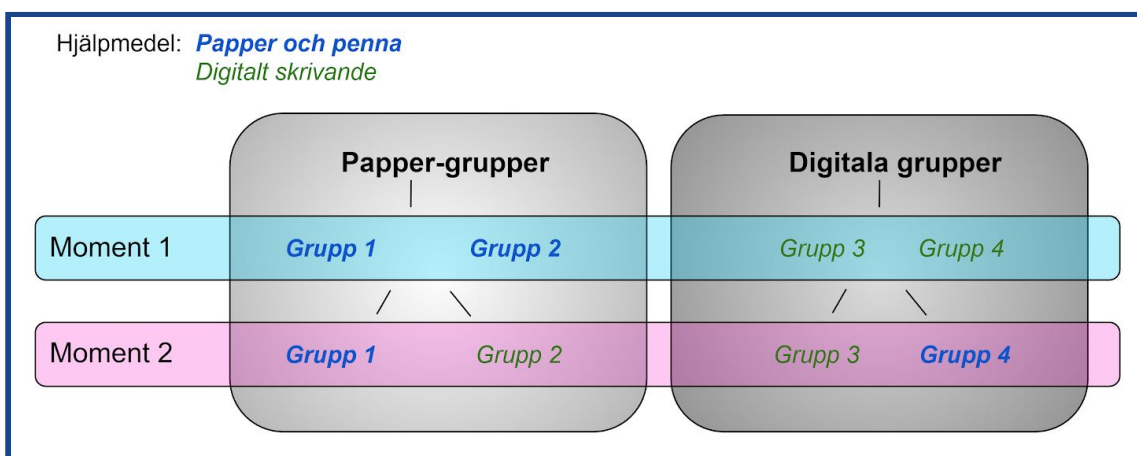 Hjälpmedel: Papper och penna
Digitalt skrivande
Papper-grupper Digitala grupper
Moment 1 Grupp 1 Grupp 2 Grupp 3 Grupp 4
Moment 2 Grupp 1 Grupp 2 Grupp 3 Grupp 4